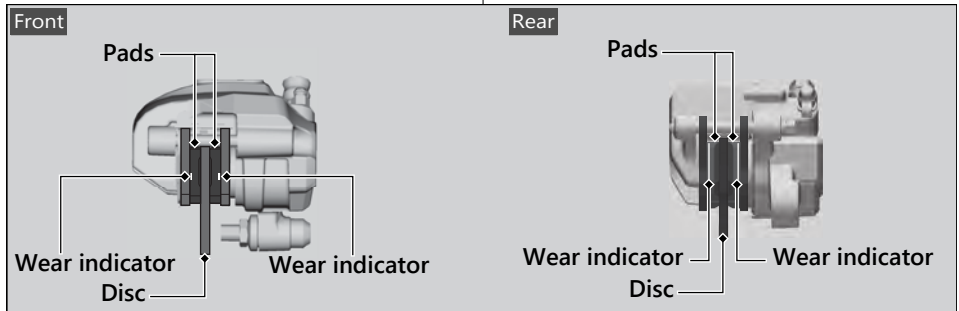 Front
Pads
Wear indicator
Wear indicator
Disc
Rear
Pads
Wear indicator
Wear indicator
Disc